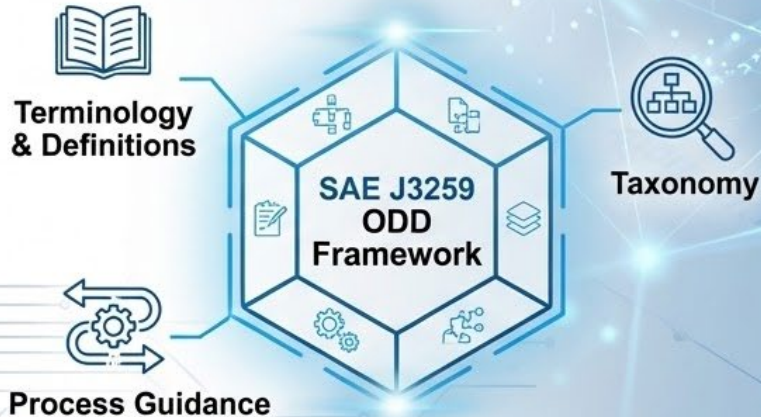 Terminology
& Definitions
SAE J3259
ODD
Framework
Taxonomy
Process Guidance